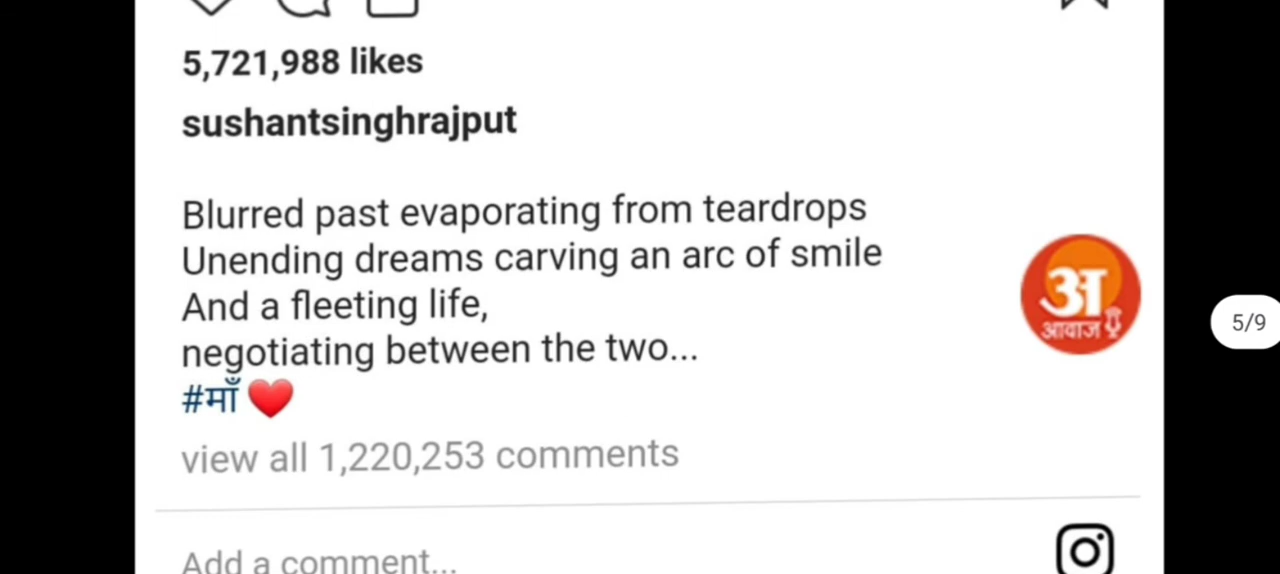 5,721,988 likes
sushantsinghrajput
Blurred past evaporating from teardrops
Unending dreams carving an arc of smile
And a fleeting life,
negotiating between the two...
#माँ ❤️
अ
आवाज
5/9
view all 1,220,253 comments
Add a comment...